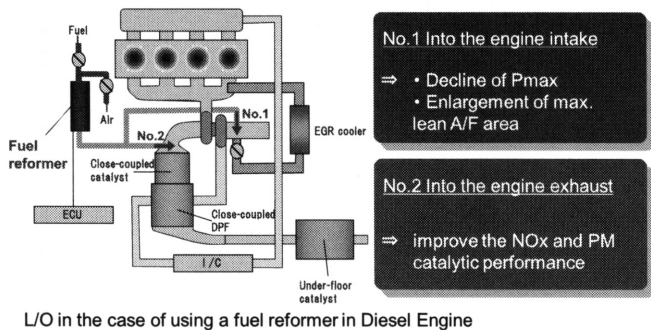 Fuel
Air
Fuel
reformer
No.1
No.2
EGR cooler
Close-coupled
catalyst
Close-coupled
DPF
ECU
I/C
Under-floor
catalyst
No.1 Into the engine intake
⇒ • Decline of Pmax
• Enlargement of max.
lean A/F area
No.2 Into the engine exhaust
⇒ improve the NOx and PM
catalytic performance
L/O in the case of using a fuel reformer in Diesel Engine